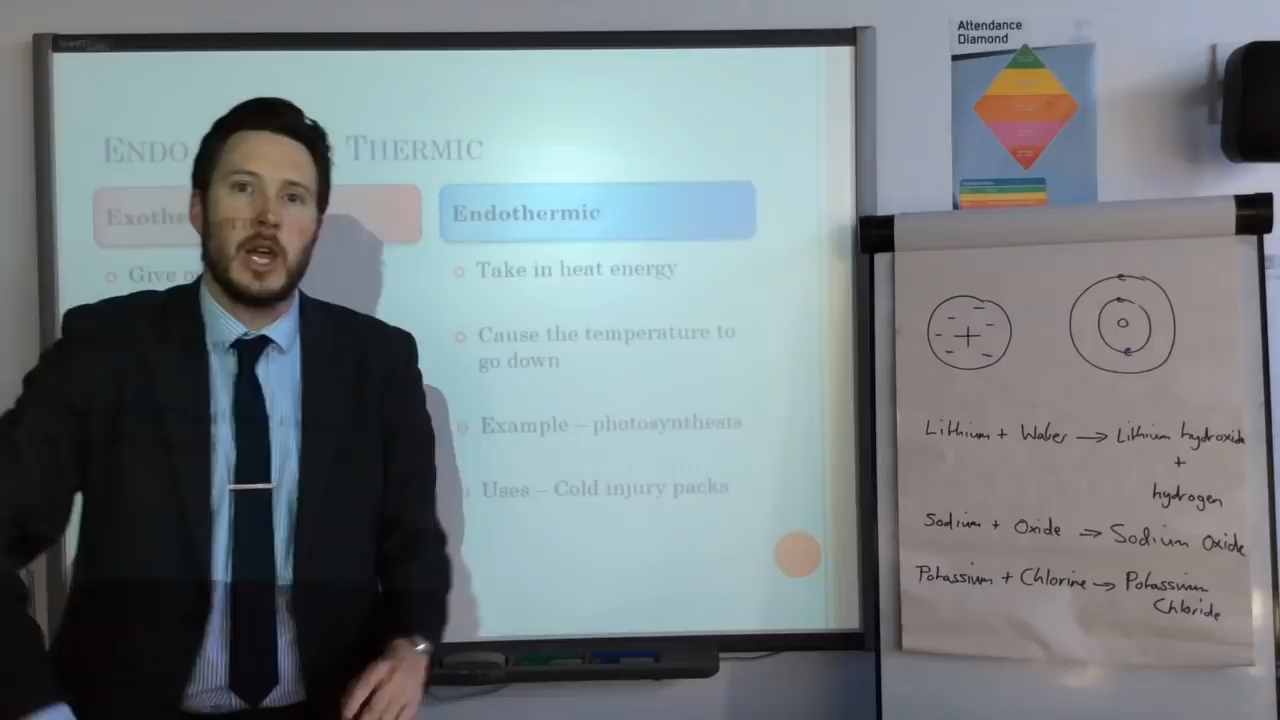 Attendance
Diamond
ENDO THERMIC
Exothe
Endothermic
Give o
Take in heat energy
Cause the temperature to
go down
Example – photosynthesis
Uses – Cold injury packs
Lithium + Water → Lithium hydroxide
+
hydrogen
Sodium + Oxide → Sodium Oxide
Potassium + Chlorine → Potassium
Chloride